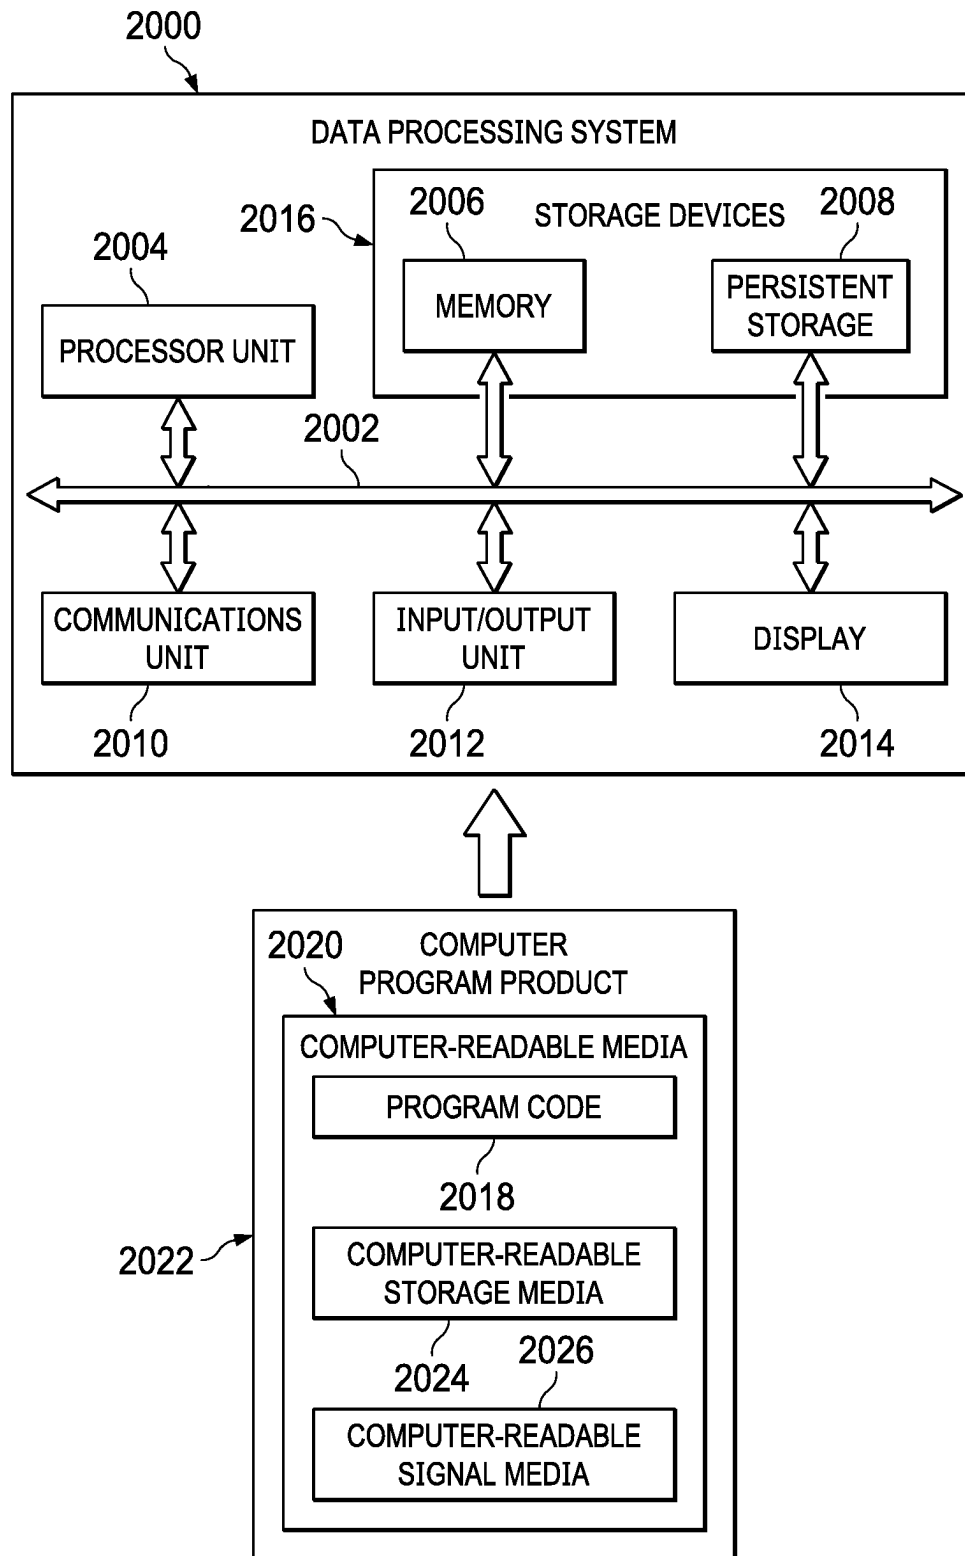 2000
DATA PROCESSING SYSTEM
2016
2006
STORAGE DEVICES
2008
2004
MEMORY
PERSISTENT
STORAGE
PROCESSOR UNIT
2002
COMMUNICATIONS
UNIT
INPUT/OUTPUT
UNIT
DISPLAY
2010
2012
2014
2020
COMPUTER
PROGRAM PRODUCT
COMPUTER-READABLE MEDIA
PROGRAM CODE
2018
2022
COMPUTER-READABLE
STORAGE MEDIA
2024
2026
COMPUTER-READABLE
SIGNAL MEDIA